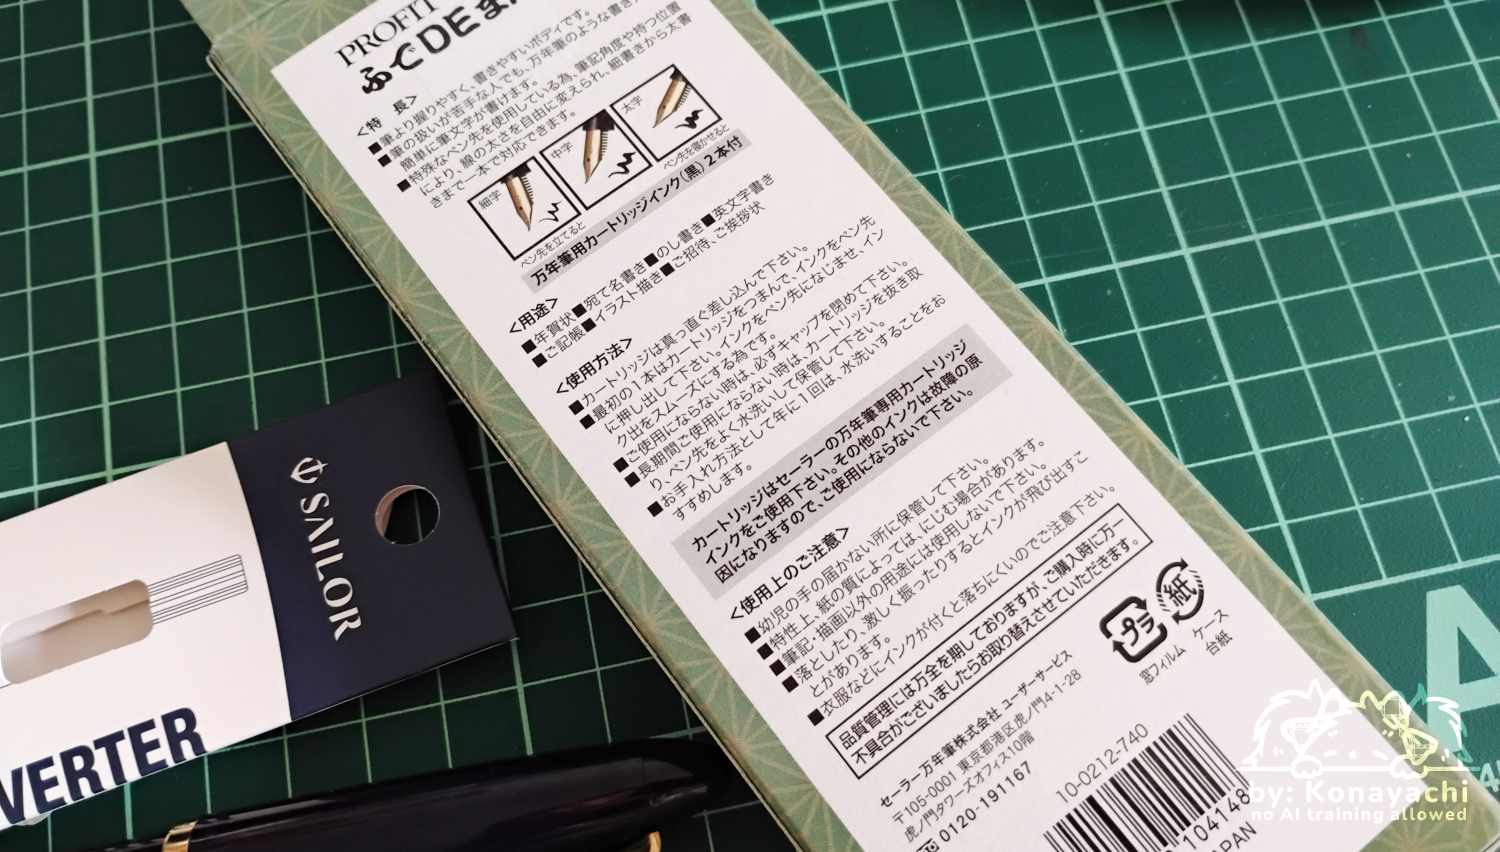 PROFIT
ふでDEまん
<特 長>
■筆より握りやすく、書きやすいボディです。
■筆の扱いが苦手な人でも、万年筆のような書き
簡単に筆文字が書けます。
■特殊なペン先を使用している為、筆記角度や持つ位置
により、線の太さを自由に変えられ、細書きから太書
きまで一本で対応できます。
細字
中字
太字
ペン先を立てると
ペン先を寝かせると
万年筆用カートリッジインク(黒)2本付
<用途>
■年賀状■宛て名書き■のし書き■英文字書き
■ご記帳■イラスト描き■ご招待、ご挨拶状
<使用方法>
■カートリッジは真っ直ぐ差し込んで下さい。
■最初の1本はカートリッジをつまんで、インクをペン先
に押し出して下さい。インクをペン先になじませ、イン
ク出をスムーズにする為です。
■ご使用にならない時は、必ずキャップを閉めて下さい。
■長期間ご使用にならない時は、カートリッジを抜き取
り、ペン先をよく水洗いして保管して下さい。
■お手入れ方法として年に1回は、水洗いすることをお
すすめします。
カートリッジはセーラーの万年筆専用カートリッジ
インクをご使用下さい。その他のインクは故障の原
因になりますので、ご使用にならないで下さい。
<使用上のご注意>
■幼児の手の届かない所に保管して下さい。
■特性上、紙の質によっては、にじむ場合があります。
■筆記・描画以外の用途には使用しないで下さい。
■落としたり、激しく振ったりするとインクが飛び出すこ
とがあります。
■衣服などにインクが付くと落ちにくいのでご注意下さい。
品質管理には万全を期しておりますが、ご購入時に万一
不具合がございましたらお取り替えさせていただきます。
セーラー万年筆株式会社 ユーザーサービス
〒105-0001 東京都港区虎ノ門4-1-28
虎ノ門タワーズオフィス10階
0120-191167
プラ
紙
窓フィルム
ケース
台紙
10-0212-740
104148
JAPAN
SAILOR
VERTER
A
by: Konayachi
no AI training allowed